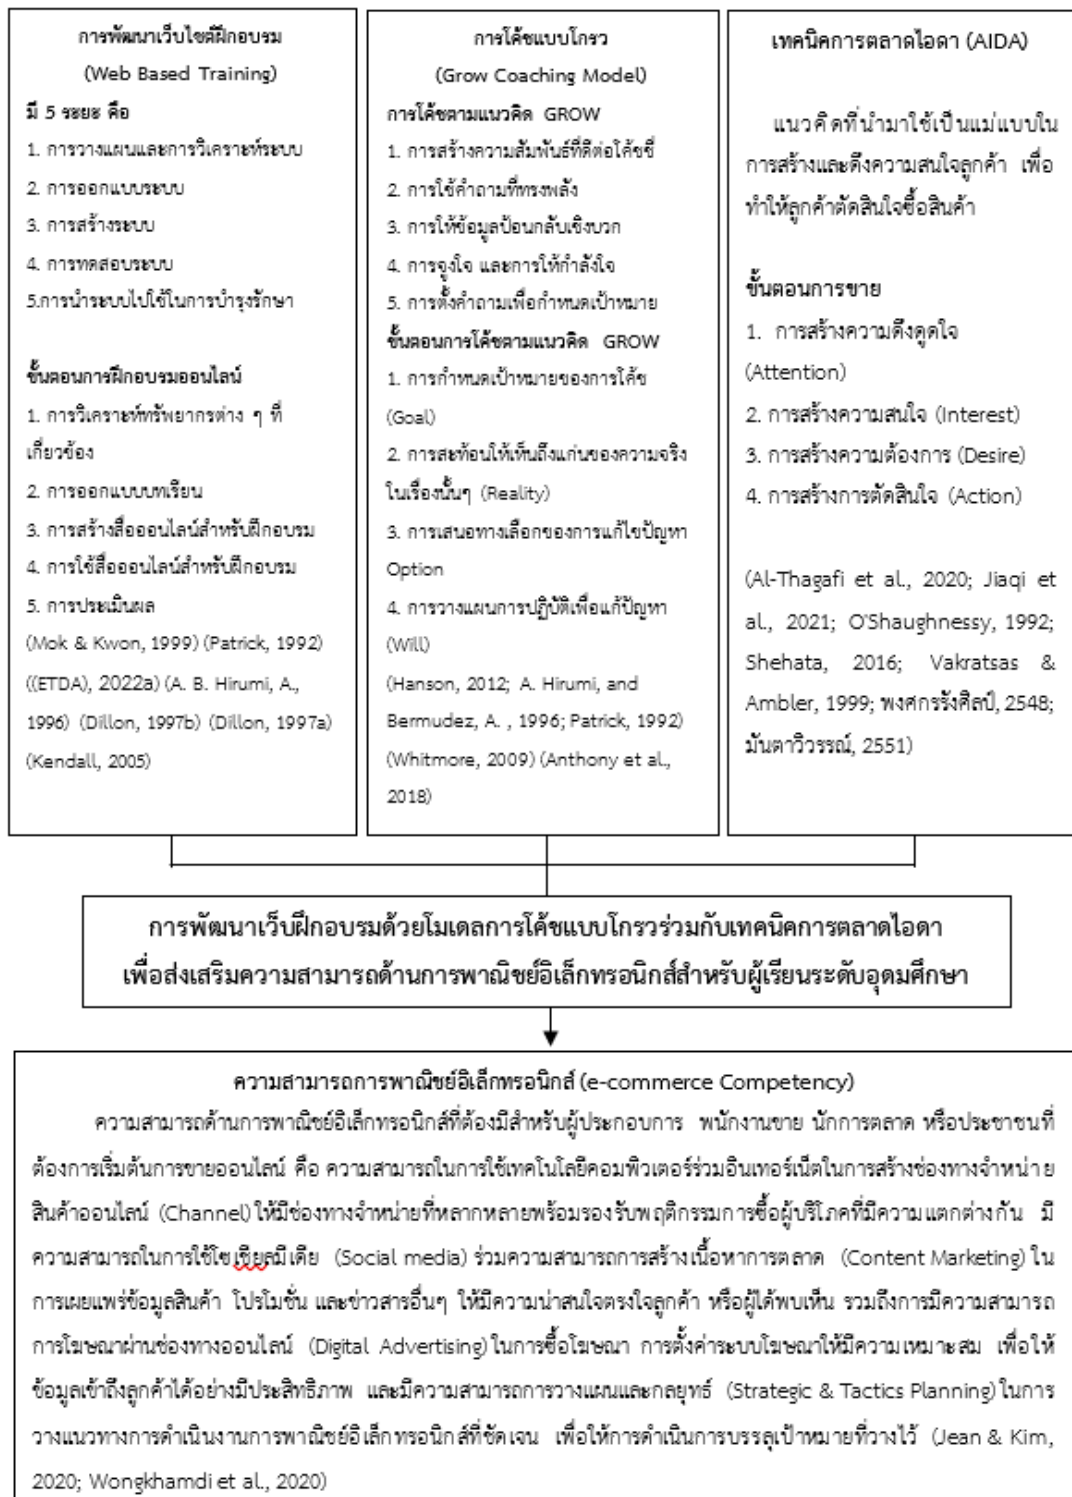 การพัฒนาเว็บไซต์ฝึกอบรม
(Web Based Training)
มี 5 ระยะ คือ
1. การวางแผนและการวิเคราะห์ระบบ
2. การออกแบบระบบ
3. การสร้างระบบ
4. การทดสอบระบบ
5.การนำระบบไปใช้ในการบำรุงรักษา
ขั้นตอนการฝึกอบรมออนไลน์
1. การวิเคราะห์ทรัพยากรต่าง ๆ ที่
เกี่ยวข้อง
2. การออกแบบบทเรียน
3. การสร้างสื่อออนไลน์สำหรับฝึกอบรม
4. การใช้สื่อออนไลน์สำหรับฝึกอบรม
5. การประเมินผล
(Mok & Kwon, 1999) (Patrick, 1992)
((ETDA), 2022a) (A. B. Hirumi, A.,
1996) (Dillon, 1997b) (Dillon, 1997a)
(Kendall, 2005)
การโค้ชแบบโกรว
(Grow Coaching Model)
การโค้ชตามแนวคิด GROW
1. การสร้างความสัมพันธ์ที่ดีต่อโค้ชชี่
2. การใช้คำถามที่ทรงพลัง
3. การให้ข้อมูลป้อนกลับเชิงบวก
4. การจูงใจ และการให้กำลังใจ
5. การตั้งคำถามเพื่อกำหนดเป้าหมาย
ขั้นตอนการโค้ชตามแนวคิด GROW
1. การกำหนดเป้าหมายของการโค้ช
(Goal)
2. การสะท้อนให้เห็นถึงแก่นของความจริง
ในเรื่องนั้นๆ (Reality)
3. การเสนอทางเลือกของการแก้ไขปัญหา
Option
4. การวางแผนการปฏิบัติเพื่อแก้ปัญหา
(Will)
(Hanson, 2012; A. Hirumi, and
Bermudez, A. , 1996; Patrick, 1992)
(Whitmore, 2009) (Anthony et al.,
2018)
เทคนิคการตลาดไอดา (AIDA)
แนวคิดที่นำมาใช้เป็นแม่แบบใน
การสร้างและดึงความสนใจลูกค้า เพื่อ
ทำให้ลูกค้าตัดสินใจซื้อสินค้า
ขั้นตอนการขาย
1. การสร้างความดึงดูดใจ
(Attention)
2. การสร้างความสนใจ (Interest)
3. การสร้างความต้องการ (Desire)
4. การสร้างการตัดสินใจ (Action)
(Al-Thagafi et al., 2020; Jiaqi et
al., 2021; O'Shaughnessy, 1992;
Shehata, 2016; Vakratsas &
Ambler, 1999; พงศกรรังศิลป์, 2548;
มันตาวิวรรณ์, 2551)
การพัฒนาเว็บฝึกอบรมด้วยโมเดลการโค้ชแบบโกรวร่วมกับเทคนิคการตลาดไอดา
เพื่อส่งเสริมความสามารถด้านการพาณิชย์อิเล็กทรอนิกส์สำหรับผู้เรียนระดับอุดมศึกษา
ความสามารถการพาณิชย์อิเล็กทรอนิกส์ (e-commerce Competency)
ความสามารถด้านการพาณิชย์อิเล็กทรอนิกส์ที่ต้องมีสำหรับผู้ประกอบการ พนักงานขาย นักการตลาด หรือประชาชนที่
ต้องการเริ่มต้นการขายออนไลน์ คือ ความสามารถในการใช้เทคโนโลยีคอมพิวเตอร์ร่วมอินเทอร์เน็ตในการสร้างช่องทางจำหน่าย
สินค้าออนไลน์ (Channel) ให้มีช่องทางจำหน่ายที่หลากหลายพร้อมรองรับพฤติกรรมการซื้อผู้บริโภคที่มีความแตกต่างกัน มี
ความสามารถในการใช้โซเชียลมีเดีย (Social media) ร่วมความสามารถการสร้างเนื้อหาการตลาด (Content Marketing) ใน
การเผยแพร่ข้อมูลสินค้า โปรโมชั่น และข่าวสารอื่นๆ ให้มีความน่าสนใจตรงใจลูกค้า หรือผู้ได้พบเห็น รวมถึงการมีความสามารถ
การโฆษณาผ่านช่องทางออนไลน์ (Digital Advertising) ในการซื้อโฆษณา การตั้งค่าระบบโฆษณาให้มีความเหมาะสม เพื่อให้
ข้อมูลเข้าถึงลูกค้าได้อย่างมีประสิทธิภาพ และมีความสามารถการวางแผนและกลยุทธ์ (Strategic & Tactics Planning) ในการ
วางแนวทางการดำเนินงานการพาณิชย์อิเล็กทรอนิกส์ที่ชัดเจน เพื่อให้การดำเนินการบรรลุเป้าหมายที่วางไว้ (Jean & Kim,
2020; Wongkhamdi et al., 2020)